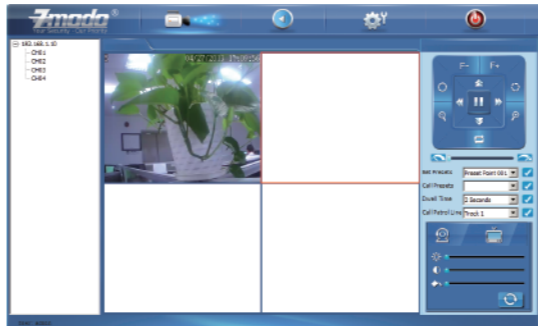 Zmodo®
Your Security · Our Priority
192.168.1.10
CH01
CH02
CH03
CH04
F- F+
Set Presets Preset Point 001
Call Presets
Dwell Time 2 Seconds
Call Patrol Line Track 1